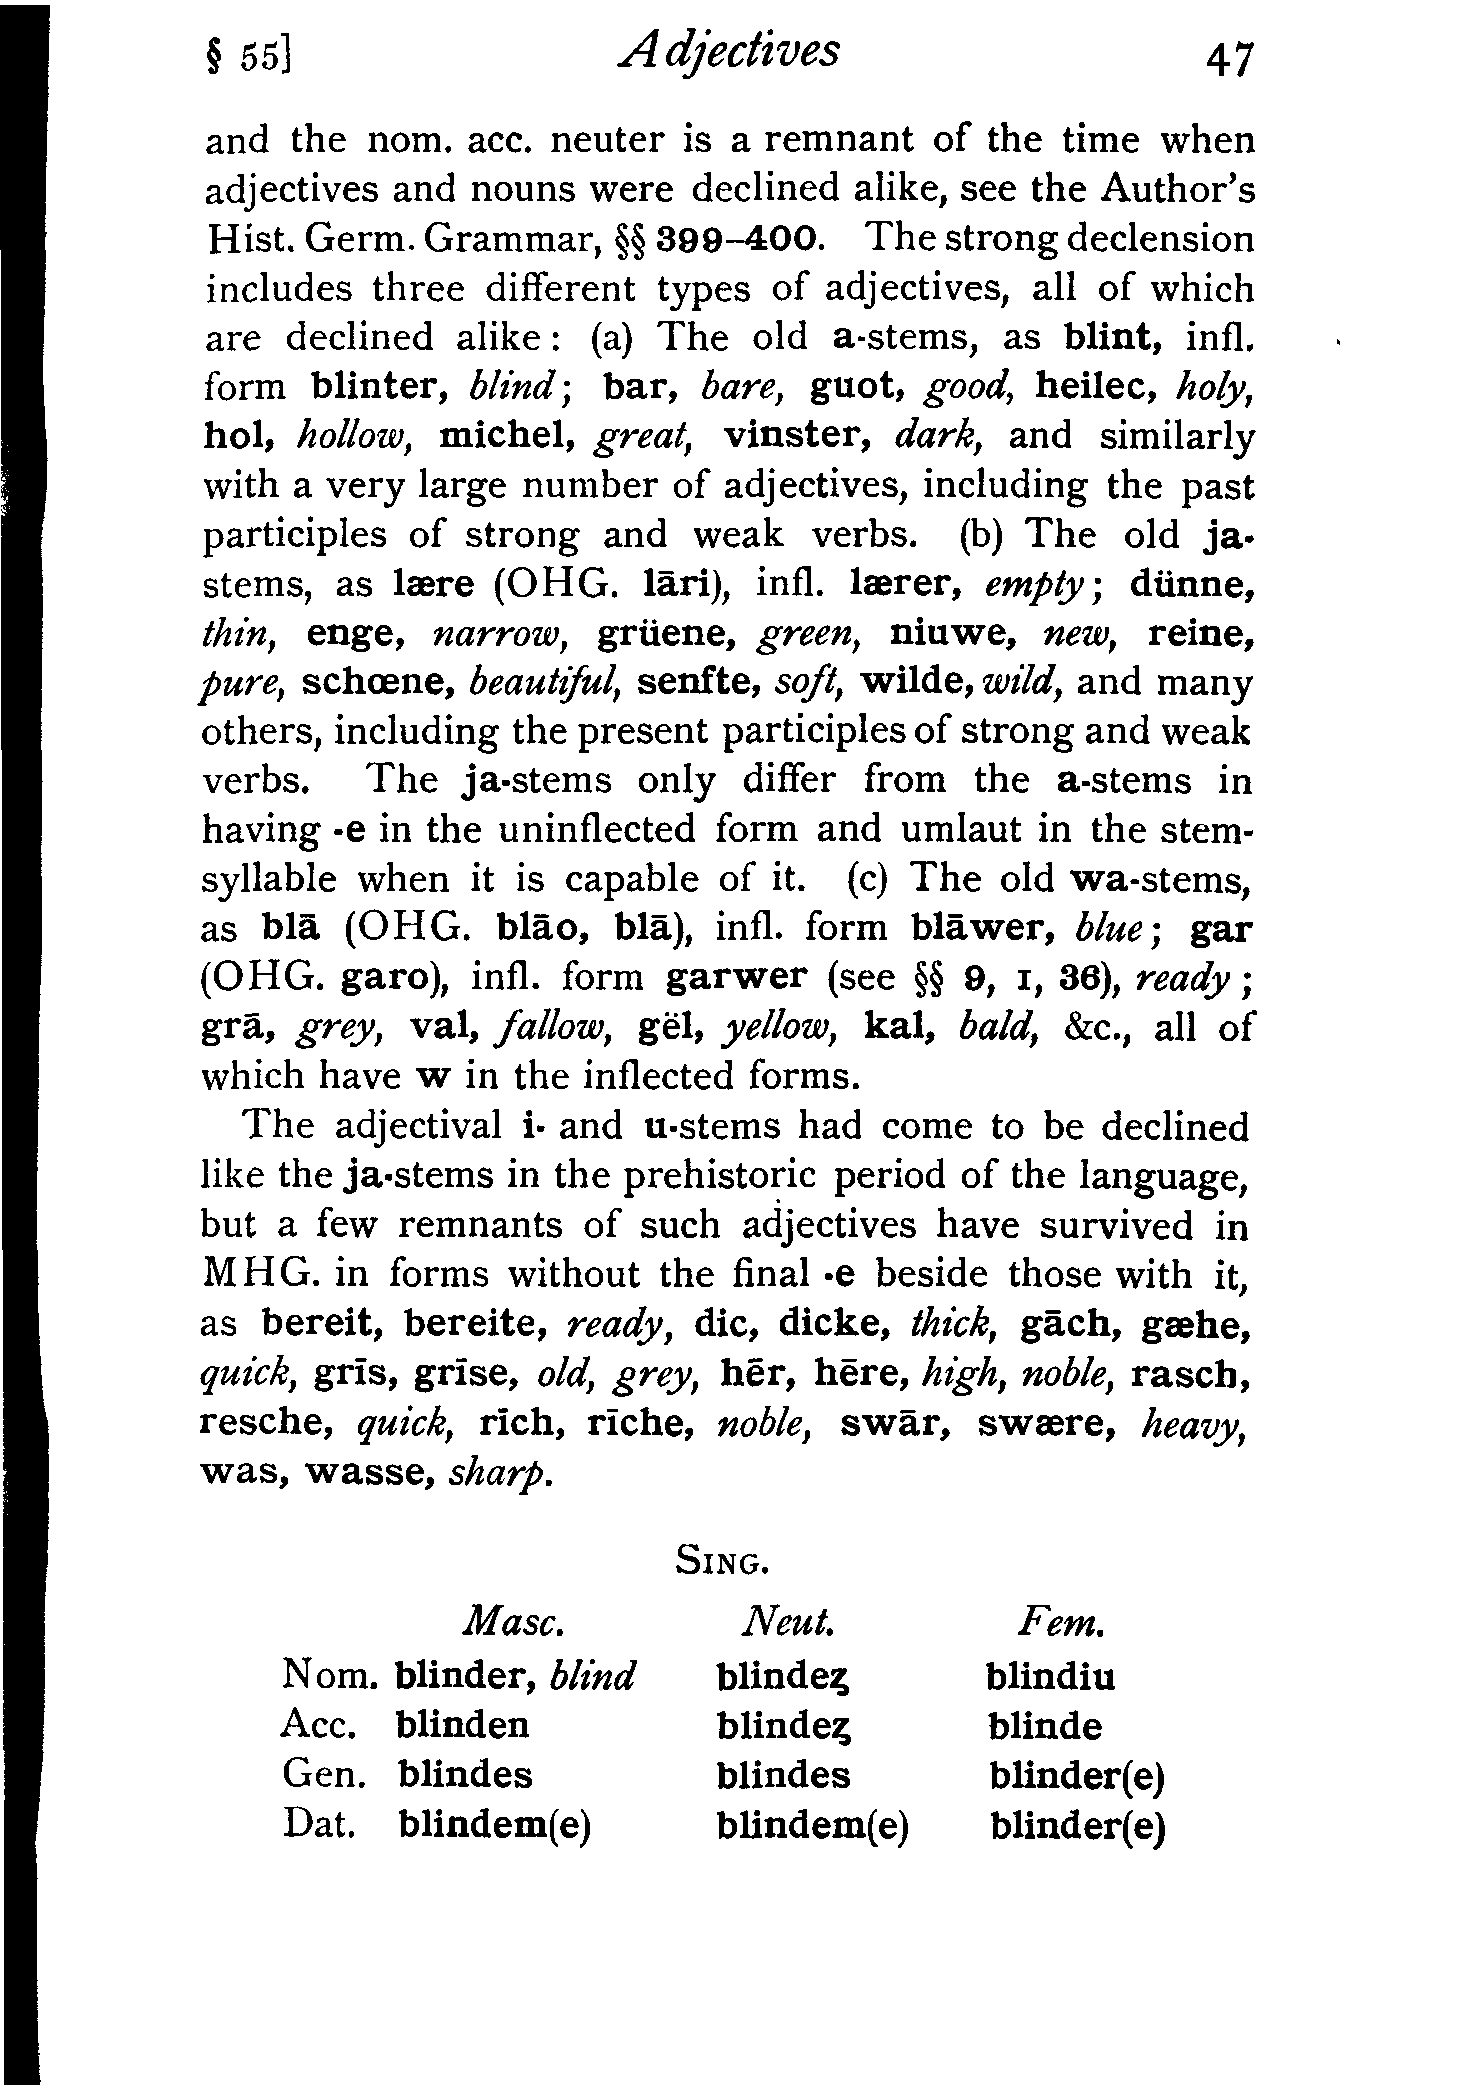 § 55] Adjectives 47
and the nom. acc. neuter is a remnant of the time when
adjectives and nouns were declined alike, see the Author's
Hist. Germ. Grammar, §§ 399–400. The strong declension
includes three different types of adjectives, all of which
are declined alike : (a) The old a-stems, as blint, infl.
form blinter, blind ; bar, bare, guot, good, heilec, holy,
hol, hollow, michel, great, vinster, dark, and similarly
with a very large number of adjectives, including the past
participles of strong and weak verbs. (b) The old ja-
stems, as lære (OHG. lāri), infl. lærer, empty ; dünne,
thin, enge, narrow, grüene, green, niuwe, new, reine,
pure, schœne, beautiful, senfte, soft, wilde, wild, and many
others, including the present participles of strong and weak
verbs. The ja-stems only differ from the a-stems in
having -e in the uninflected form and umlaut in the stem-
syllable when it is capable of it. (c) The old wa-stems,
as blā (OHG. blāo, blā), infl. form blāwer, blue ; gar
(OHG. garo), infl. form garwer (see §§ 9, 1, 36), ready ;
grā, grey, val, fallow, gël, yellow, kal, bald, &c., all of
which have w in the inflected forms.
The adjectival i- and u-stems had come to be declined
like the ja-stems in the prehistoric period of the language,
but a few remnants of such adjectives have survived in
MHG. in forms without the final -e beside those with it,
as bereit, bereite, ready, dic, dicke, thick, gāch, gæhe,
quick, grīs, grīse, old, grey, hēr, hēre, high, noble, rasch,
resche, quick, rīch, rīche, noble, swār, swære, heavy,
was, wasse, sharp.
SING.
Masc. Neut. Fem.
Nom. blinder, blind blindeȥ blindiu
Acc. blinden blindeȥ blinde
Gen. blindes blindes blinder(e)
Dat. blindem(e) blindem(e) blinder(e)